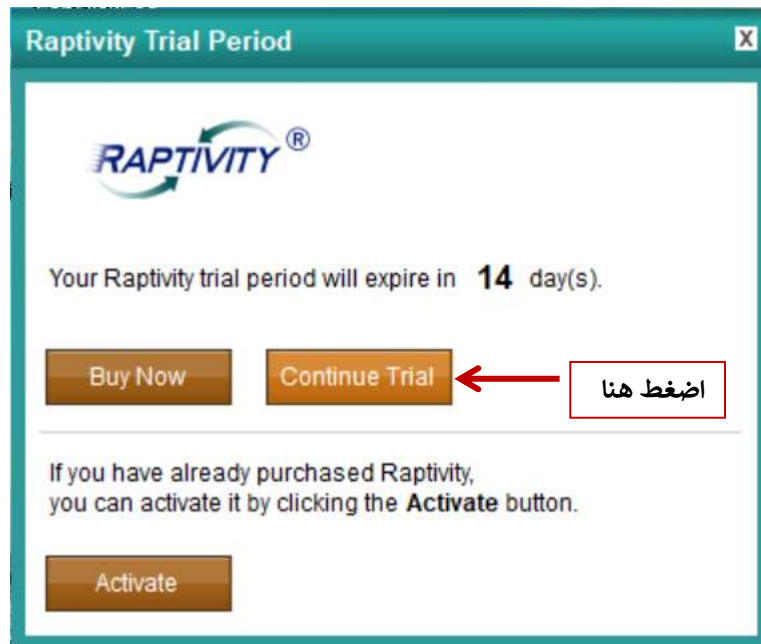 Raptivity Trial Period
X
RAPTIVITY®
Your Raptivity trial period will expire in 14 day(s).
Buy Now
Continue Trial
اضغط هنا
If you have already purchased Raptivity,
you can activate it by clicking the Activate button.
Activate